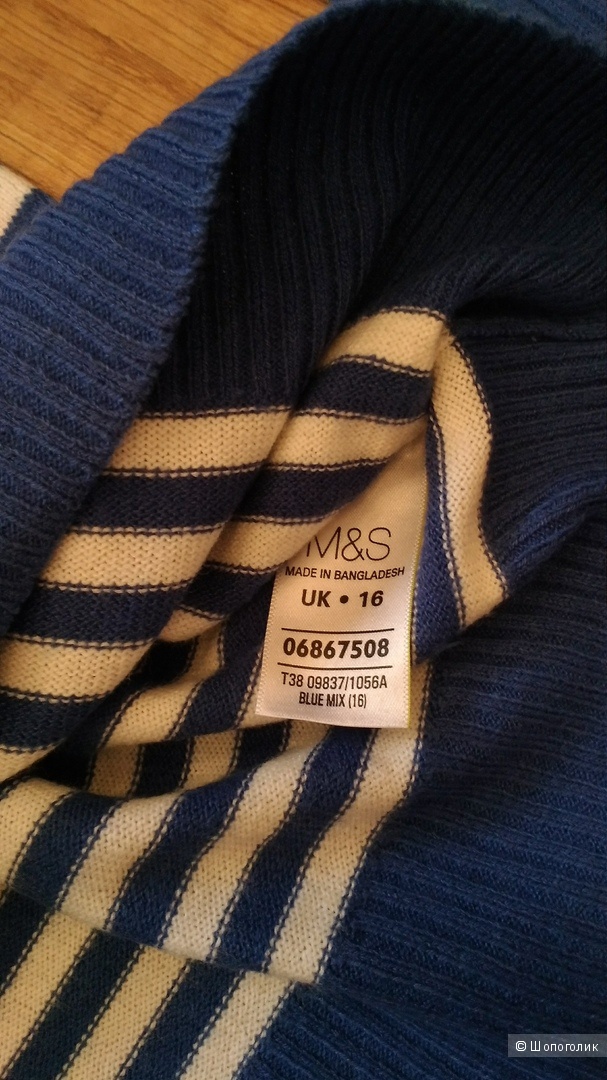 M&S
MADE IN BANGLADESH
UK • 16
06867508
T38 09837/1056A
BLUE MIX (16)
© Шопоголик